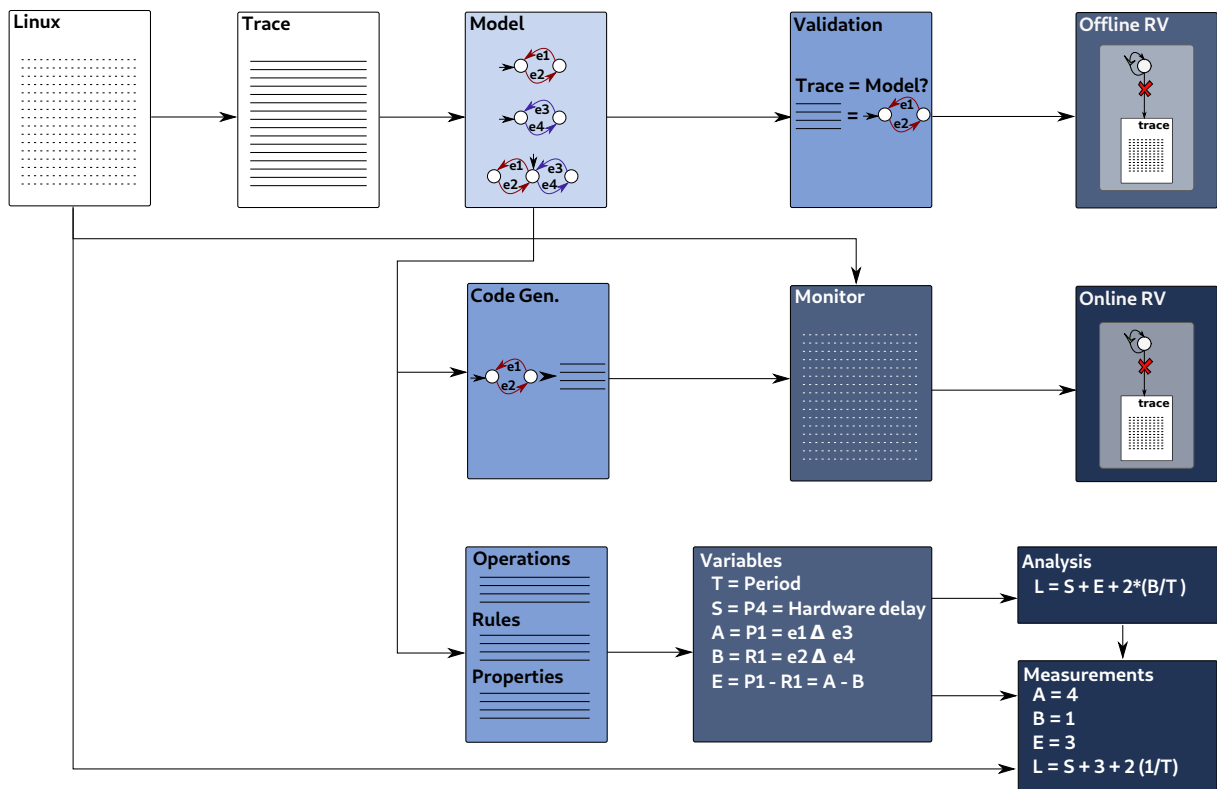 Linux
Trace
Model
e1
e2
e3
e4
e1
e3
e2
e4
Validation
Trace = Model?
=
e1
e2
Offline RV
trace
Code Gen.
e1
e2
Monitor
Online RV
trace
Operations
Rules
Properties
Variables
T = Period
S = P4 = Hardware delay
A = P1 = e1 Δ e3
B = R1 = e2 Δ e4
E = P1 - R1 = A - B
Analysis
L = S + E + 2*(B/T )
Measurements
A = 4
B = 1
E = 3
L = S + 3 + 2 (1/T)